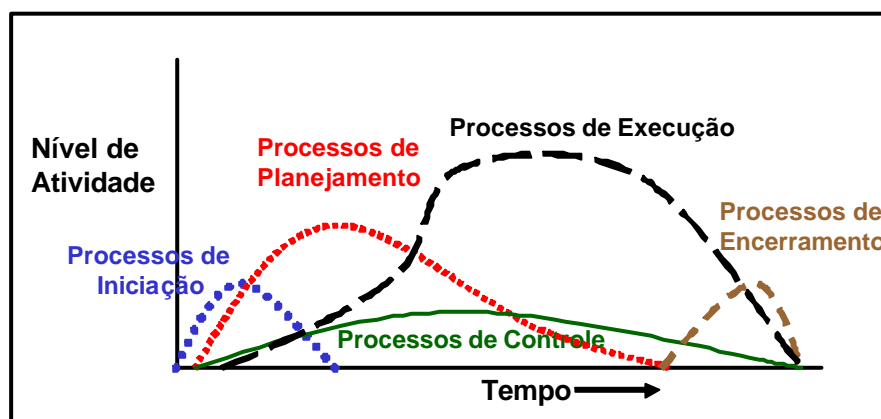 Processos de Execução
Nível de
Atividade
Processos de
Planejamento
Processos de
Encerramento
Processos de
Iniciação
Processos de Controle
Tempo